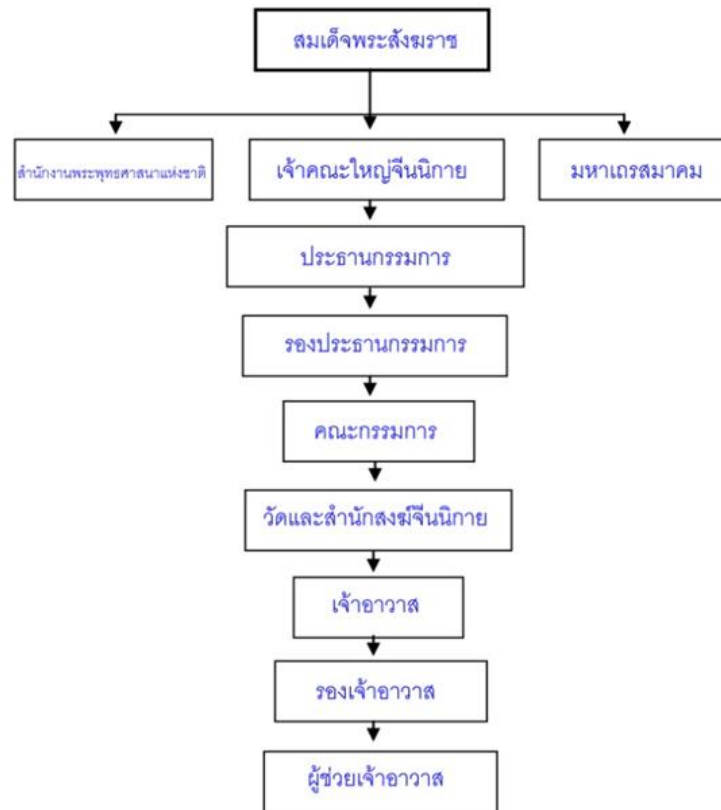 สมเด็จพระสังฆราช
สำนักงานพระพุทธศาสนาแห่งชาติ
เจ้าคณะใหญ่จีนนิกาย
มหาเถรสมาคม
ประธานกรรมการ
รองประธานกรรมการ
คณะกรรมการ
วัดและสำนักสงฆ์จีนนิกาย
เจ้าอาวาส
รองเจ้าอาวาส
ผู้ช่วยเจ้าอาวาส